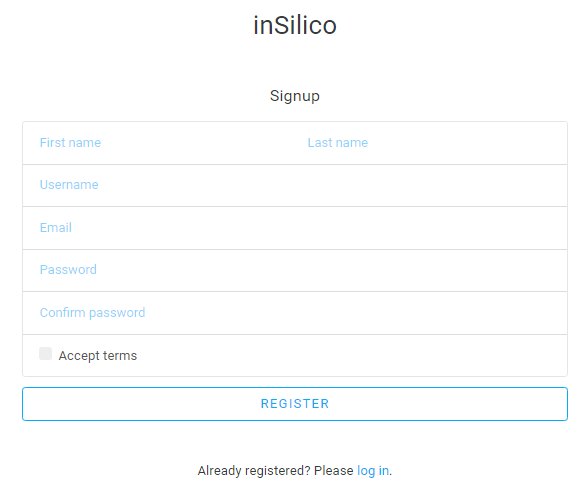 inSilico
Signup
First name Last name
Username
Email
Password
Confirm password
Accept terms
REGISTER
Already registered? Please log in.